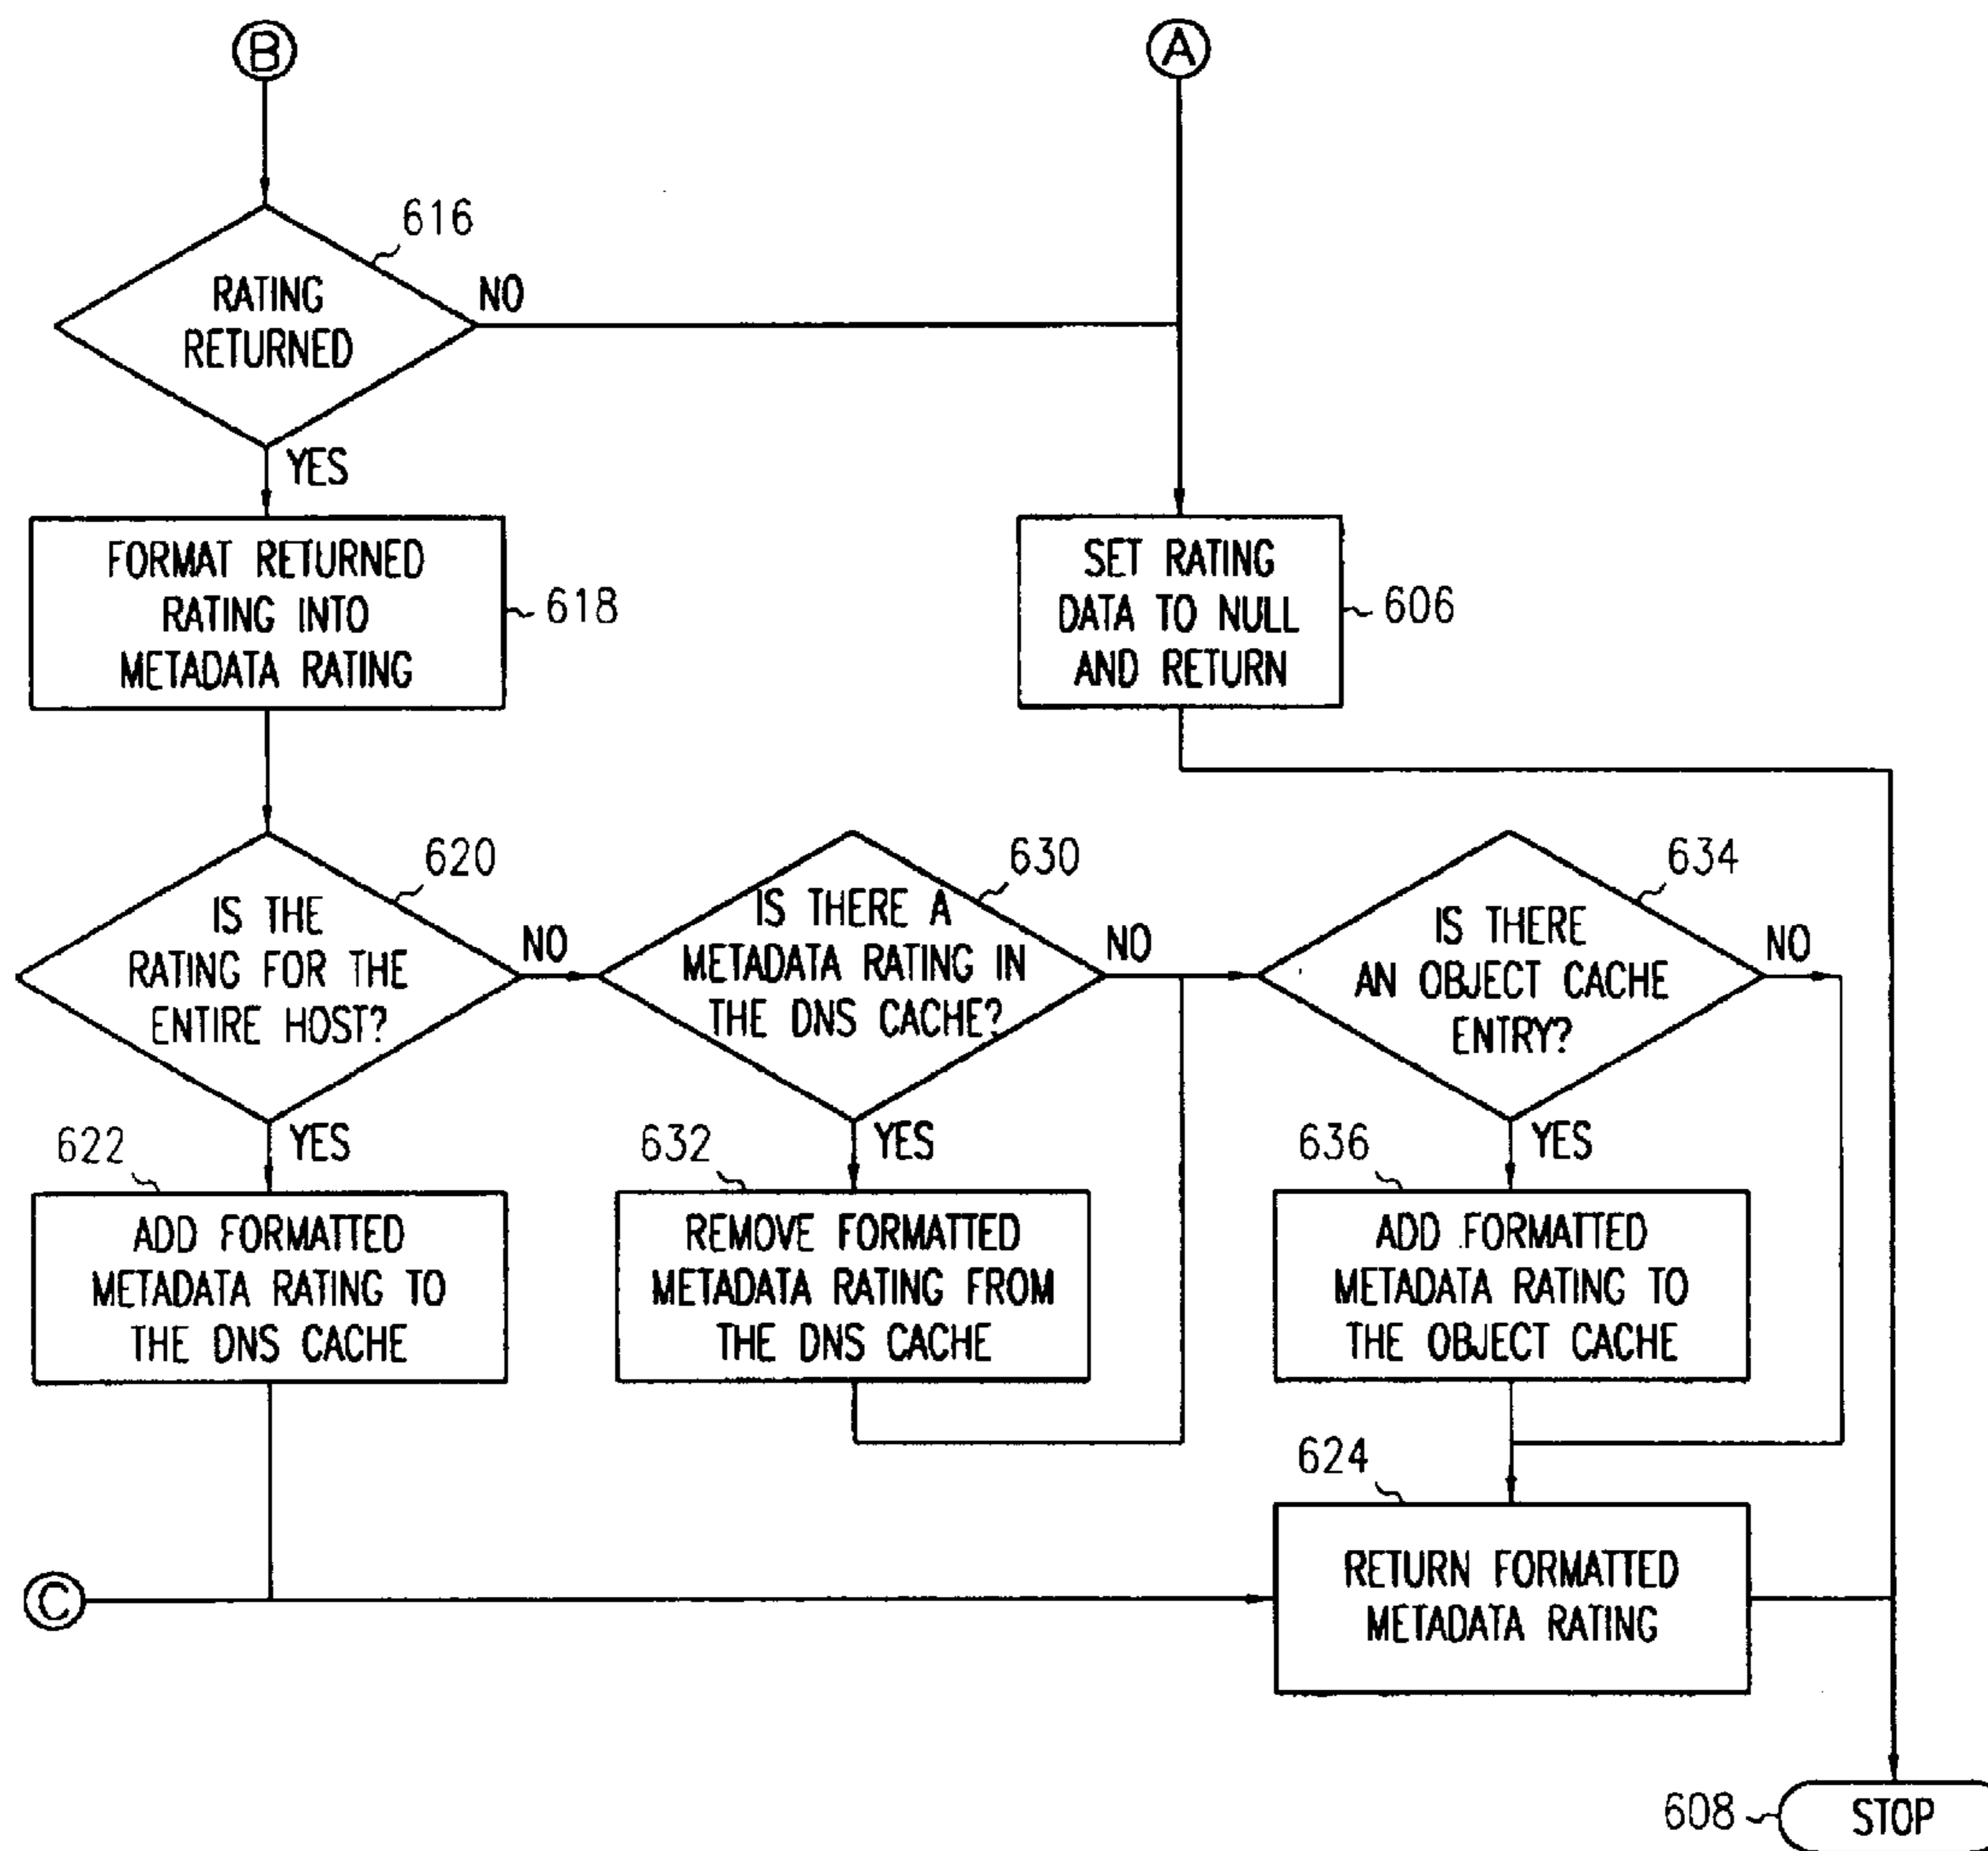 B
A
616
RATING
RETURNED
NO
YES
FORMAT RETURNED
RATING INTO
METADATA RATING
618
SET RATING
DATA TO NULL
AND RETURN
606
620
IS THE
RATING FOR THE
ENTIRE HOST?
NO
YES
630
IS THERE A
METADATA RATING IN
THE DNS CACHE?
NO
YES
634
IS THERE
AN OBJECT CACHE
ENTRY?
NO
YES
622
ADD FORMATTED
METADATA RATING TO
THE DNS CACHE
632
REMOVE FORMATTED
METADATA RATING FROM
THE DNS CACHE
636
ADD FORMATTED
METADATA RATING TO
THE OBJECT CACHE
624
C
RETURN FORMATTED
METADATA RATING
608
STOP